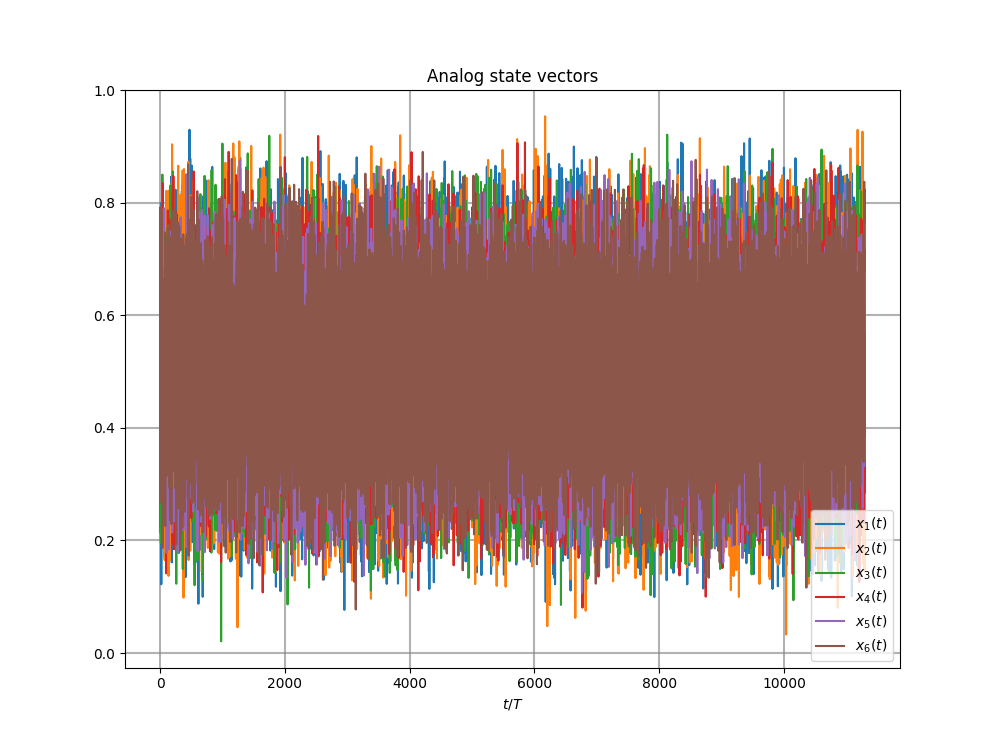 Analog state vectors
1.0
0.8
0.6
0.4
0.2
0.0
x₁(t)
x₂(t)
x₃(t)
x₄(t)
x₅(t)
x₆(t)
0 2000 4000 6000 8000 10000
t/T